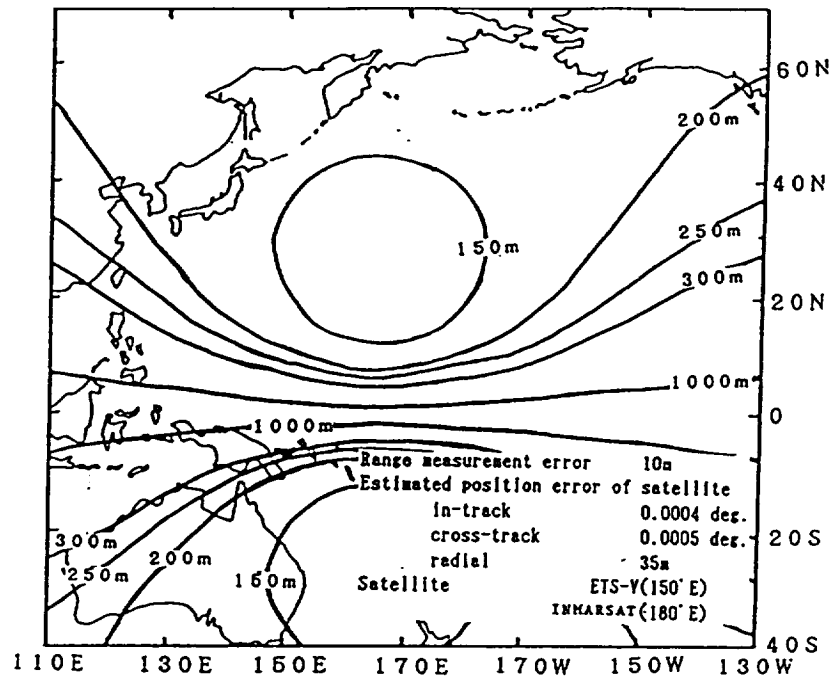 60N
200m
40N
150m
250m
300m
20N
1000m
1000m
0
Range measurement error 10m
Estimated position error of satellite
in-track 0.0004 deg.
cross-track 0.0005 deg.
radial 35m
Satellite ETS-V(150°E)
INMARSAT(180°E)
300m
250m
200m
150m
20S
40S
110E 130E 150E 170E 170W 150W 130W